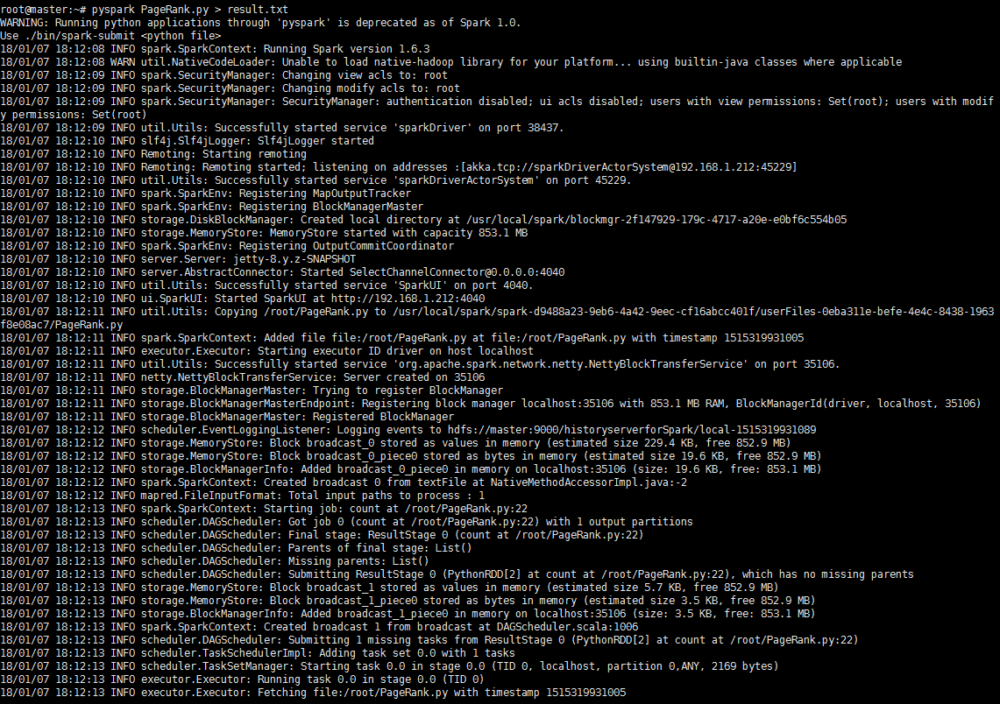 root@master:~# pyspark PageRank.py > result.txt
WARNING: Running python applications through 'pyspark' is deprecated as of Spark 1.0.
Use ./bin/spark-submit <python file>
18/01/07 18:12:08 INFO spark.SparkContext: Running Spark version 1.6.3
18/01/07 18:12:08 WARN util.NativeCodeLoader: Unable to load native-hadoop library for your platform... using builtin-java classes where applicable
18/01/07 18:12:09 INFO spark.SecurityManager: Changing view acls to: root
18/01/07 18:12:09 INFO spark.SecurityManager: Changing modify acls to: root
18/01/07 18:12:09 INFO spark.SecurityManager: SecurityManager: authentication disabled; ui acls disabled; users with view permissions: Set(root); users with modif
y permissions: Set(root)
18/01/07 18:12:09 INFO util.Utils: Successfully started service 'sparkDriver' on port 38437.
18/01/07 18:12:10 INFO slf4j.Slf4jLogger: Slf4jLogger started
18/01/07 18:12:10 INFO Remoting: Starting remoting
18/01/07 18:12:10 INFO Remoting: Remoting started; listening on addresses :[akka.tcp://sparkDriverActorSystem@192.168.1.212:45229]
18/01/07 18:12:10 INFO util.Utils: Successfully started service 'sparkDriverActorSystem' on port 45229.
18/01/07 18:12:10 INFO spark.SparkEnv: Registering MapOutputTracker
18/01/07 18:12:10 INFO spark.SparkEnv: Registering BlockManagerMaster
18/01/07 18:12:10 INFO storage.DiskBlockManager: Created local directory at /usr/local/spark/blockmgr-2f147929-179c-4717-a20e-e0bf6c554b05
18/01/07 18:12:10 INFO storage.MemoryStore: MemoryStore started with capacity 853.1 MB
18/01/07 18:12:10 INFO spark.SparkEnv: Registering OutputCommitCoordinator
18/01/07 18:12:10 INFO server.Server: jetty-8.y.z-SNAPSHOT
18/01/07 18:12:10 INFO server.AbstractConnector: Started SelectChannelConnector@0.0.0.0:4040
18/01/07 18:12:10 INFO util.Utils: Successfully started service 'SparkUI' on port 4040.
18/01/07 18:12:10 INFO ui.SparkUI: Started SparkUI at http://192.168.1.212:4040
18/01/07 18:12:11 INFO util.Utils: Copying /root/PageRank.py to /usr/local/spark/spark-d9488a23-9eb6-4a42-9eec-cf16abcc401f/userFiles-0eba311e-befe-4e4c-8438-1963
f8e08ac7/PageRank.py
18/01/07 18:12:11 INFO spark.SparkContext: Added file file:/root/PageRank.py at file:/root/PageRank.py with timestamp 1515319931005
18/01/07 18:12:11 INFO executor.Executor: Starting executor ID driver on host localhost
18/01/07 18:12:11 INFO util.Utils: Successfully started service 'org.apache.spark.network.netty.NettyBlockTransferService' on port 35106.
18/01/07 18:12:11 INFO netty.NettyBlockTransferService: Server created on 35106
18/01/07 18:12:11 INFO storage.BlockManagerMaster: Trying to register BlockManager
18/01/07 18:12:11 INFO storage.BlockManagerMasterEndpoint: Registering block manager localhost:35106 with 853.1 MB RAM, BlockManagerId(driver, localhost, 35106)
18/01/07 18:12:11 INFO storage.BlockManagerMaster: Registered BlockManager
18/01/07 18:12:12 INFO scheduler.EventLoggingListener: Logging events to hdfs://master:9000/historyserverforSpark/local-1515319931089
18/01/07 18:12:12 INFO storage.MemoryStore: Block broadcast_0 stored as values in memory (estimated size 229.4 KB, free 852.9 MB)
18/01/07 18:12:12 INFO storage.MemoryStore: Block broadcast_0_piece0 stored as bytes in memory (estimated size 19.6 KB, free 852.9 MB)
18/01/07 18:12:12 INFO storage.BlockManagerInfo: Added broadcast_0_piece0 in memory on localhost:35106 (size: 19.6 KB, free: 853.1 MB)
18/01/07 18:12:12 INFO spark.SparkContext: Created broadcast 0 from textFile at NativeMethodAccessorImpl.java:-2
18/01/07 18:12:12 INFO mapred.FileInputFormat: Total input paths to process : 1
18/01/07 18:12:13 INFO spark.SparkContext: Starting job: count at /root/PageRank.py:22
18/01/07 18:12:13 INFO scheduler.DAGScheduler: Got job 0 (count at /root/PageRank.py:22) with 1 output partitions
18/01/07 18:12:13 INFO scheduler.DAGScheduler: Final stage: ResultStage 0 (count at /root/PageRank.py:22)
18/01/07 18:12:13 INFO scheduler.DAGScheduler: Parents of final stage: List()
18/01/07 18:12:13 INFO scheduler.DAGScheduler: Missing parents: List()
18/01/07 18:12:13 INFO scheduler.DAGScheduler: Submitting ResultStage 0 (PythonRDD[2] at count at /root/PageRank.py:22), which has no missing parents
18/01/07 18:12:13 INFO storage.MemoryStore: Block broadcast_1 stored as values in memory (estimated size 5.7 KB, free 852.9 MB)
18/01/07 18:12:13 INFO storage.MemoryStore: Block broadcast_1_piece0 stored as bytes in memory (estimated size 3.5 KB, free 852.9 MB)
18/01/07 18:12:13 INFO storage.BlockManagerInfo: Added broadcast_1_piece0 in memory on localhost:35106 (size: 3.5 KB, free: 853.1 MB)
18/01/07 18:12:13 INFO spark.SparkContext: Created broadcast 1 from broadcast at DAGScheduler.scala:1006
18/01/07 18:12:13 INFO scheduler.DAGScheduler: Submitting 1 missing tasks from ResultStage 0 (PythonRDD[2] at count at /root/PageRank.py:22)
18/01/07 18:12:13 INFO scheduler.TaskSchedulerImpl: Adding task set 0.0 with 1 tasks
18/01/07 18:12:13 INFO scheduler.TaskSetManager: Starting task 0.0 in stage 0.0 (TID 0, localhost, partition 0,ANY, 2169 bytes)
18/01/07 18:12:13 INFO executor.Executor: Running task 0.0 in stage 0.0 (TID 0)
18/01/07 18:12:13 INFO executor.Executor: Fetching file:/root/PageRank.py with timestamp 1515319931005